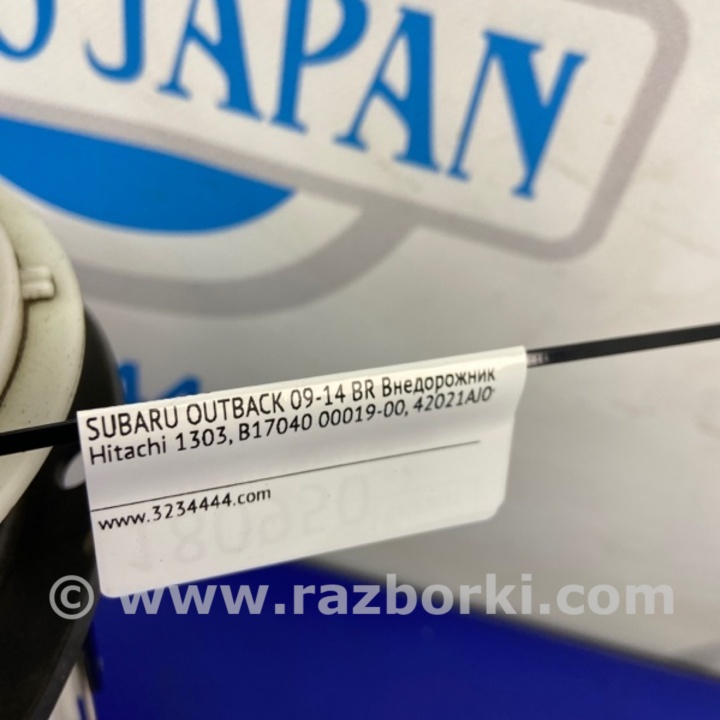 JAPAN
SUBARU OUTBACK 09-14 BR Внедорожник
Hitachi 1303, B17040 00019-00, 42021AJ0
www.3234444.com
© www.razborki.com